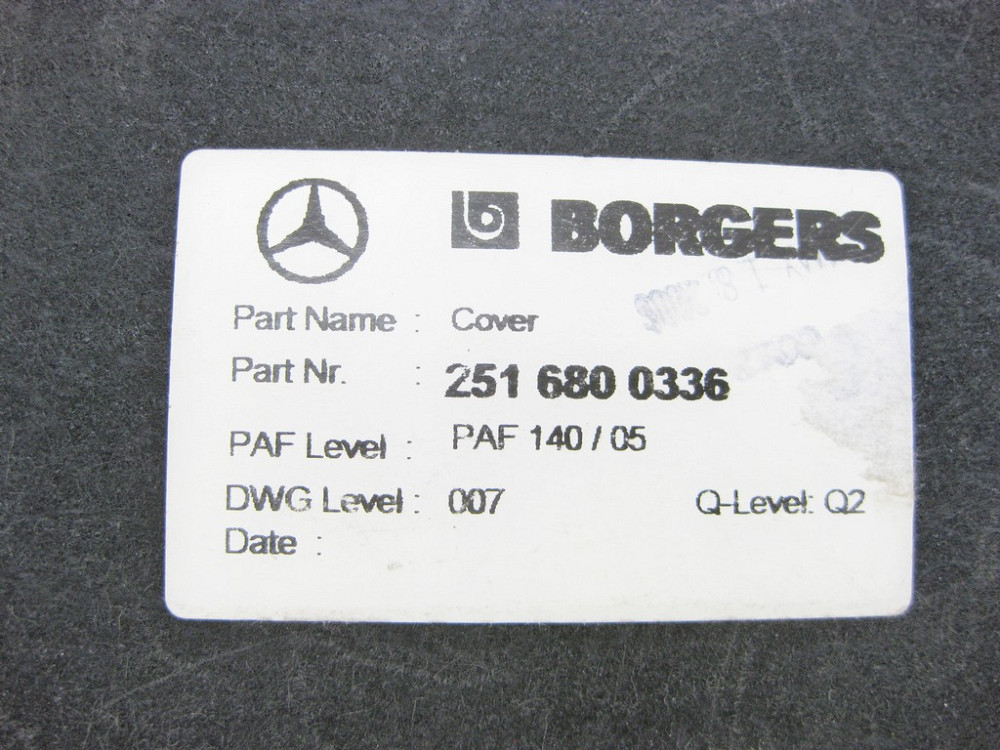 BORGERS
Part Name : Cover
Part Nr. : 251 680 0336
PAF Level : PAF 140 / 05
DWG Level : 007 Q-Level: Q2
Date :